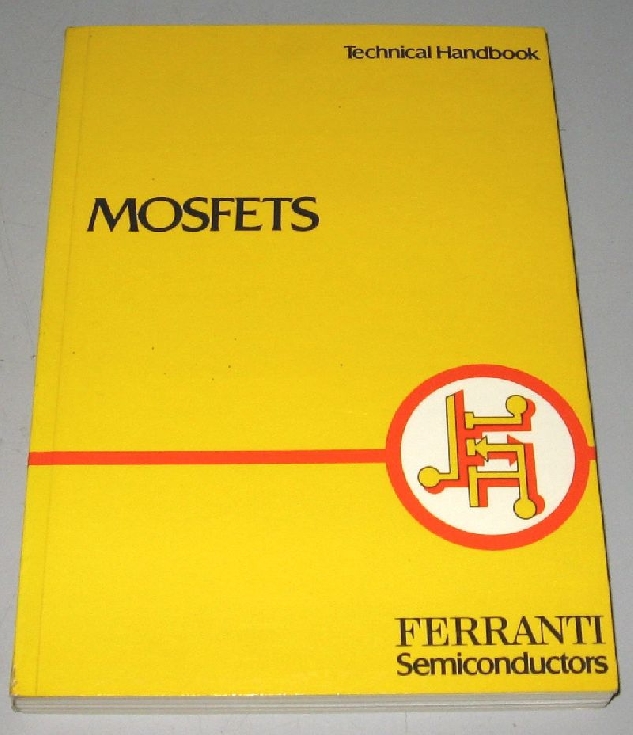 Technical Handbook
MOSFETS
FERRANTI
Semiconductors